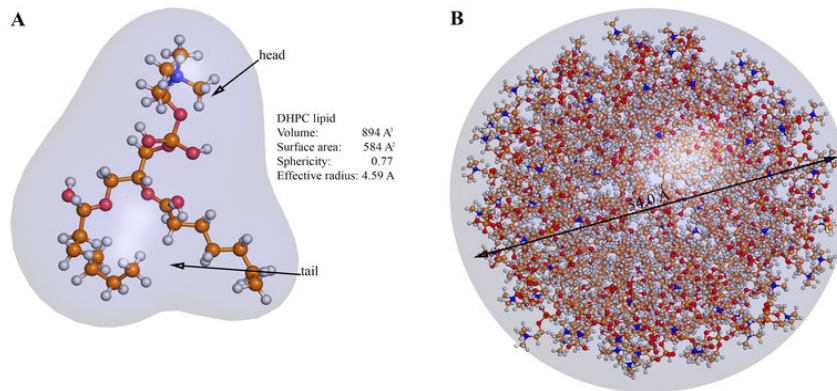 A
head
DHPC lipid
Volume: 894 Å³
Surface area: 584 Å²
Sphericity: 0.77
Effective radius: 4.59 Å
tail
B
54.0 Å